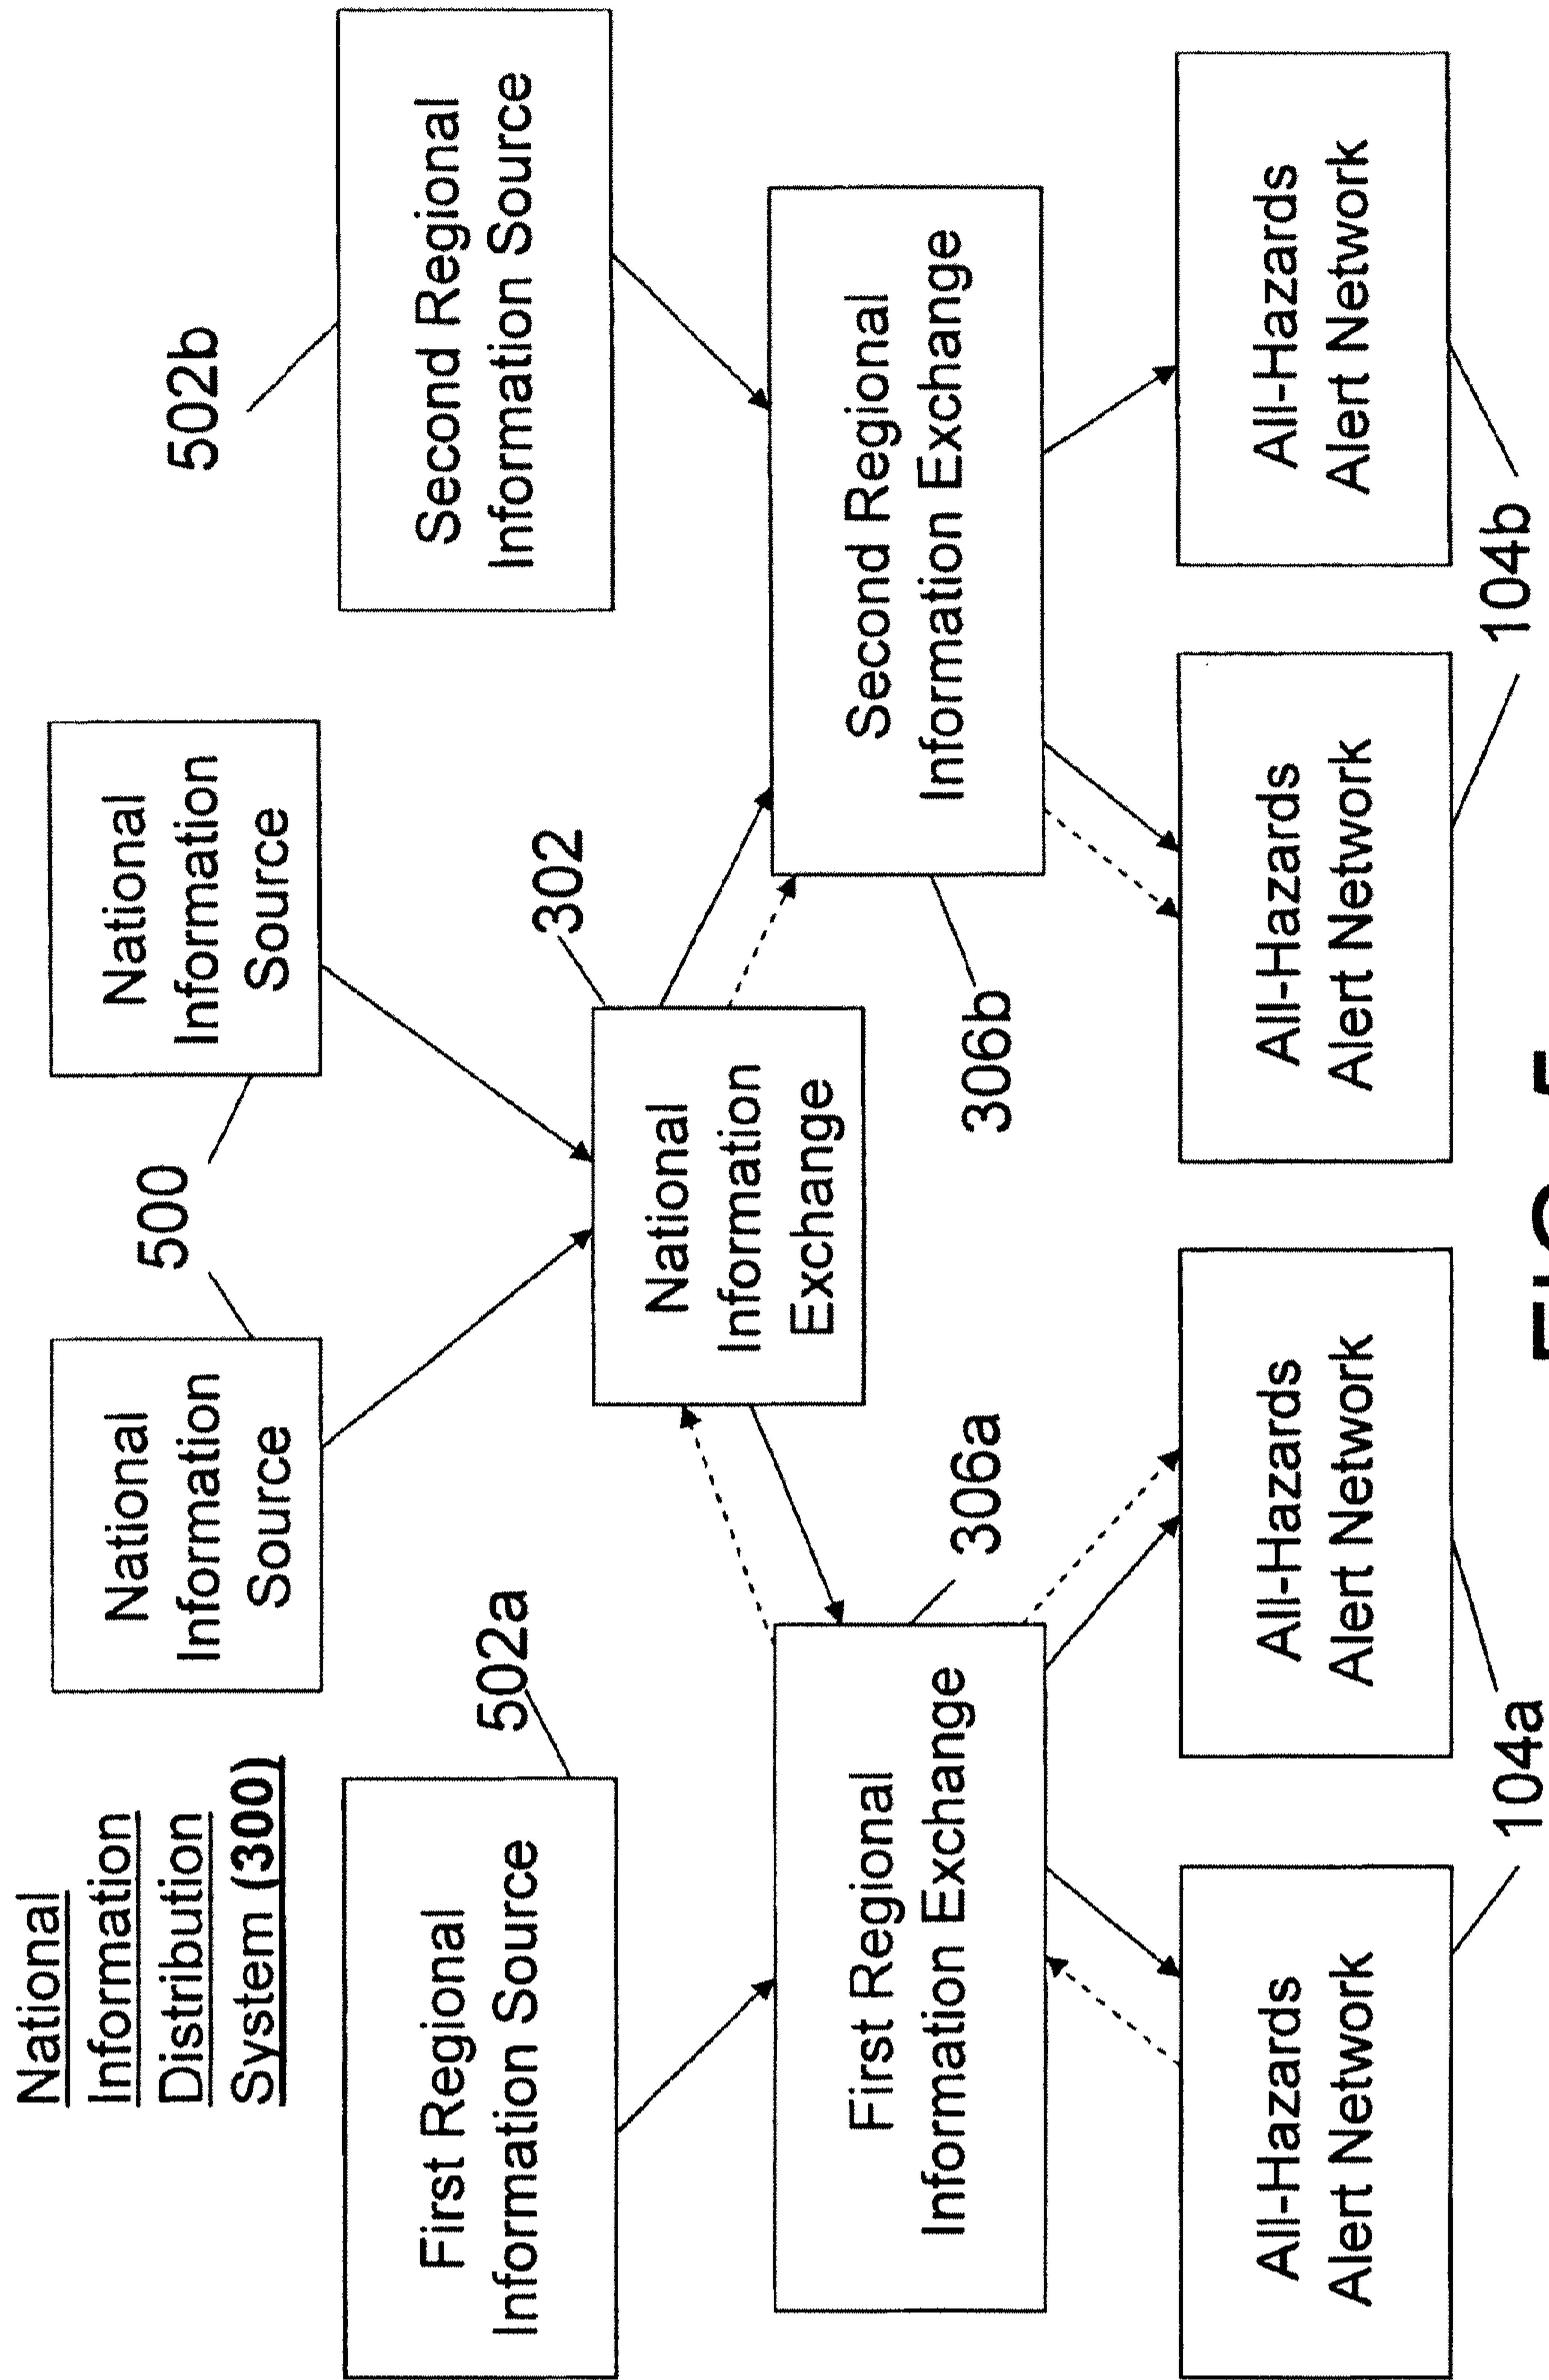 National
Information
Distribution
System (300)
500
National
Information
Source
National
Information
Source
502b
502a
First Regional
Information Source
Second Regional
Information Source
302
National
Information
Exchange
306a
306b
First Regional
Information Exchange
Second Regional
Information Exchange
All-Hazards
Alert Network
All-Hazards
Alert Network
All-Hazards
Alert Network
All-Hazards
Alert Network
104a
104b